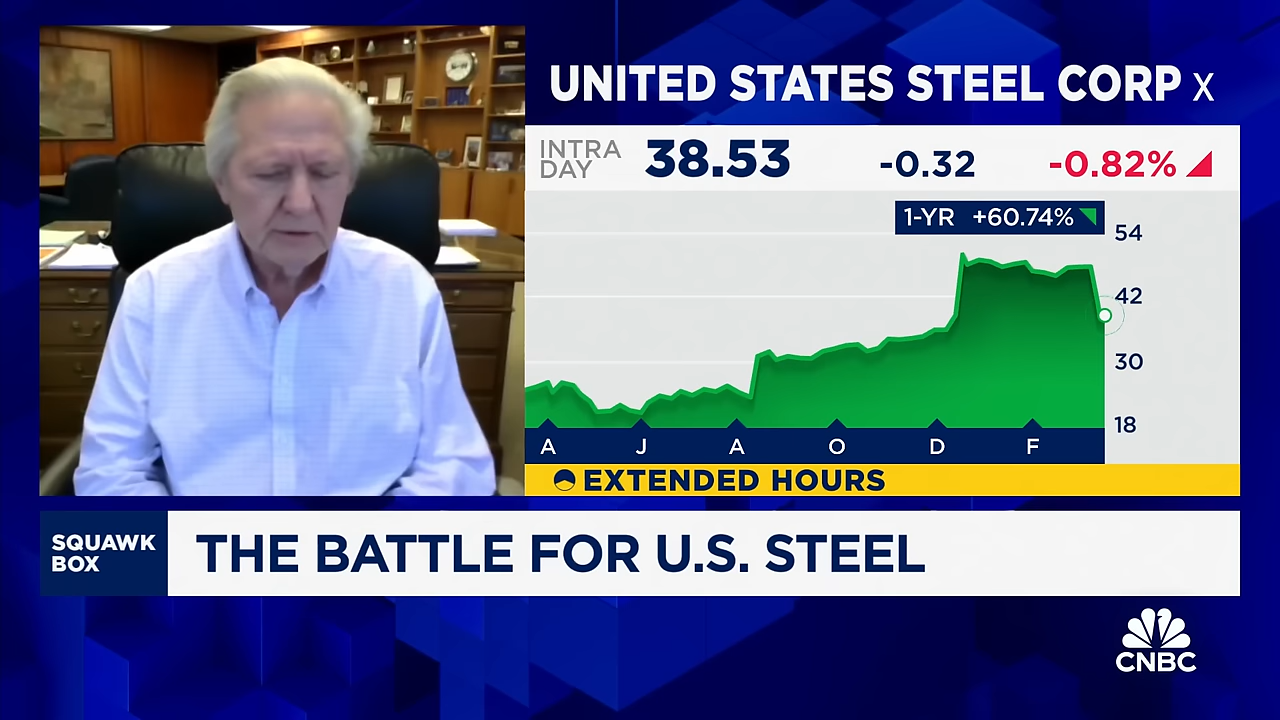 UNITED STATES STEEL CORP X
INTRA
DAY
38.53
-0.32
-0.82%
1-YR +60.74%
54
42
30
18
A J A O D F
EXTENDED HOURS
SQUAWK
BOX
THE BATTLE FOR U.S. STEEL
CNBC